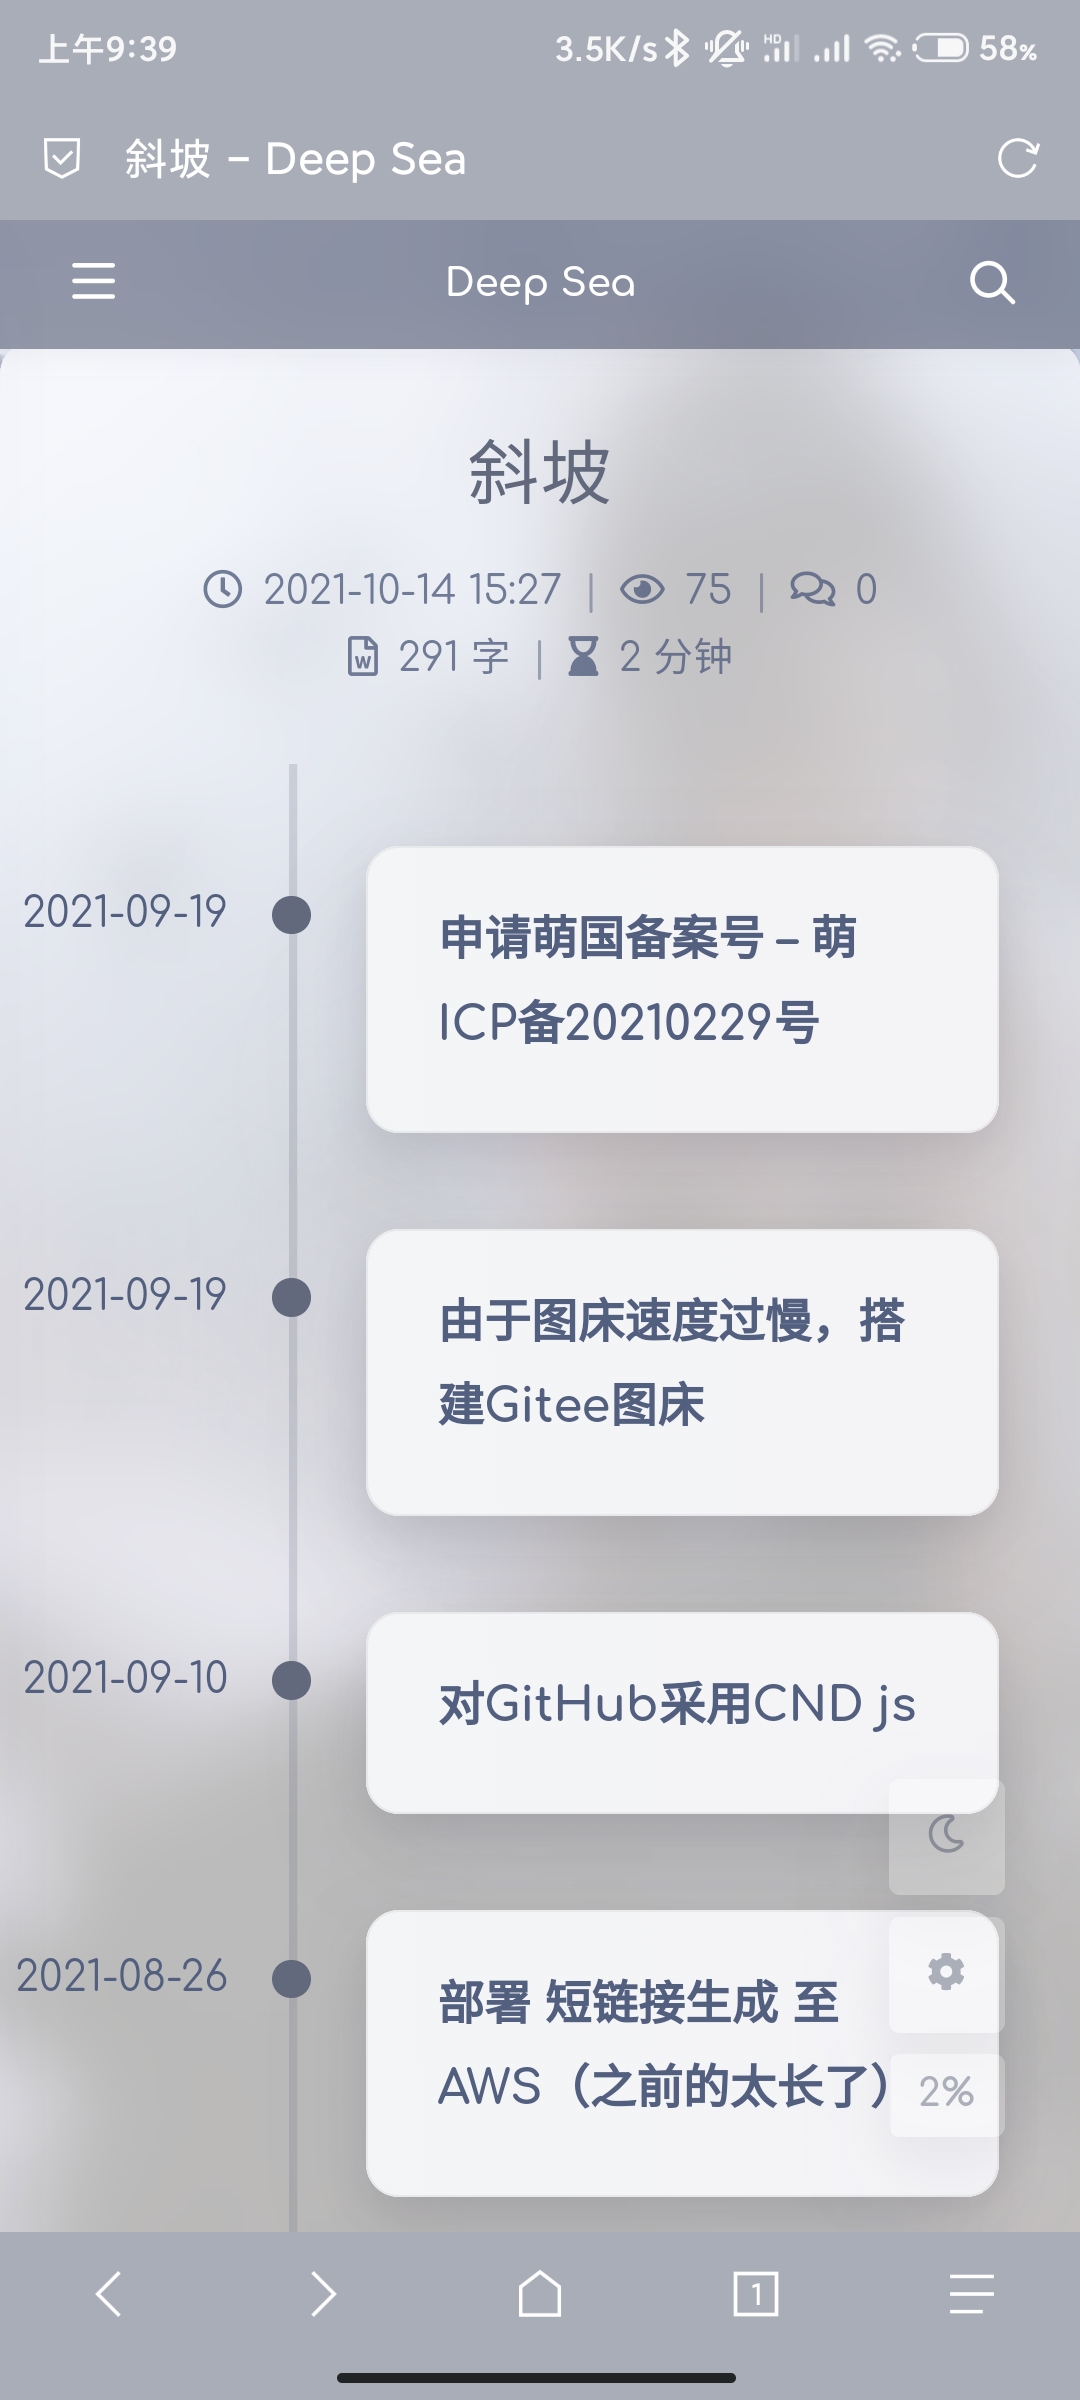 上午9:39
3.5K/s
HD
58%
斜坡 - Deep Sea
Deep Sea
斜坡
2021-10-14 15:27 | 75 | 0
W 291 字 | 2 分钟
2021-09-19
申请萌国备案号 – 萌
ICP备20210229号
2021-09-19
由于图床速度过慢，搭
建Gitee图床
2021-09-10
对GitHub采用CND js
2021-08-26
部署 短链接生成 至
AWS（之前的太长了）
2%
1